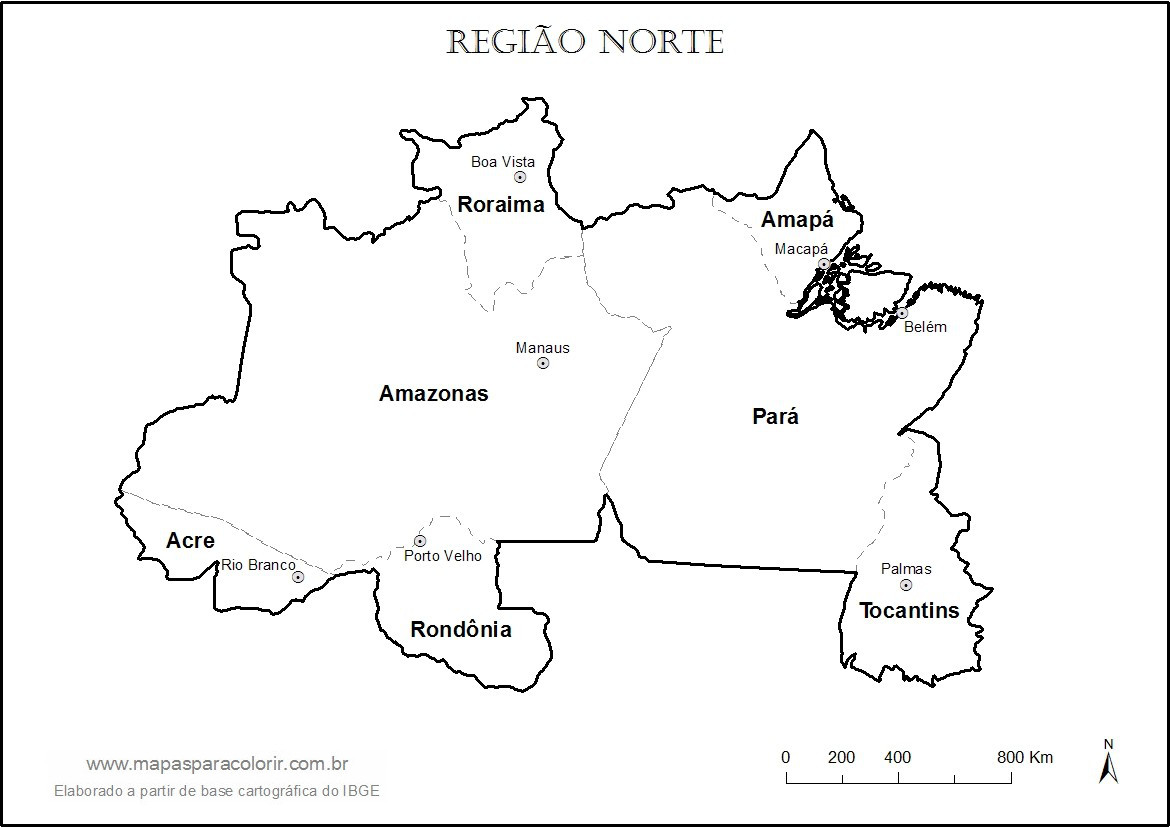 REGIÃO NORTE
Boa Vista
Roraima
Amapá
Macapá
Belém
Manaus
Amazonas
Pará
Acre
Rio Branco
Porto Velho
Rondônia
Palmas
Tocantins
www.mapasparacolorir.com.br
Elaborado a partir de base cartográfica do IBGE
0 200 400 800 Km
N